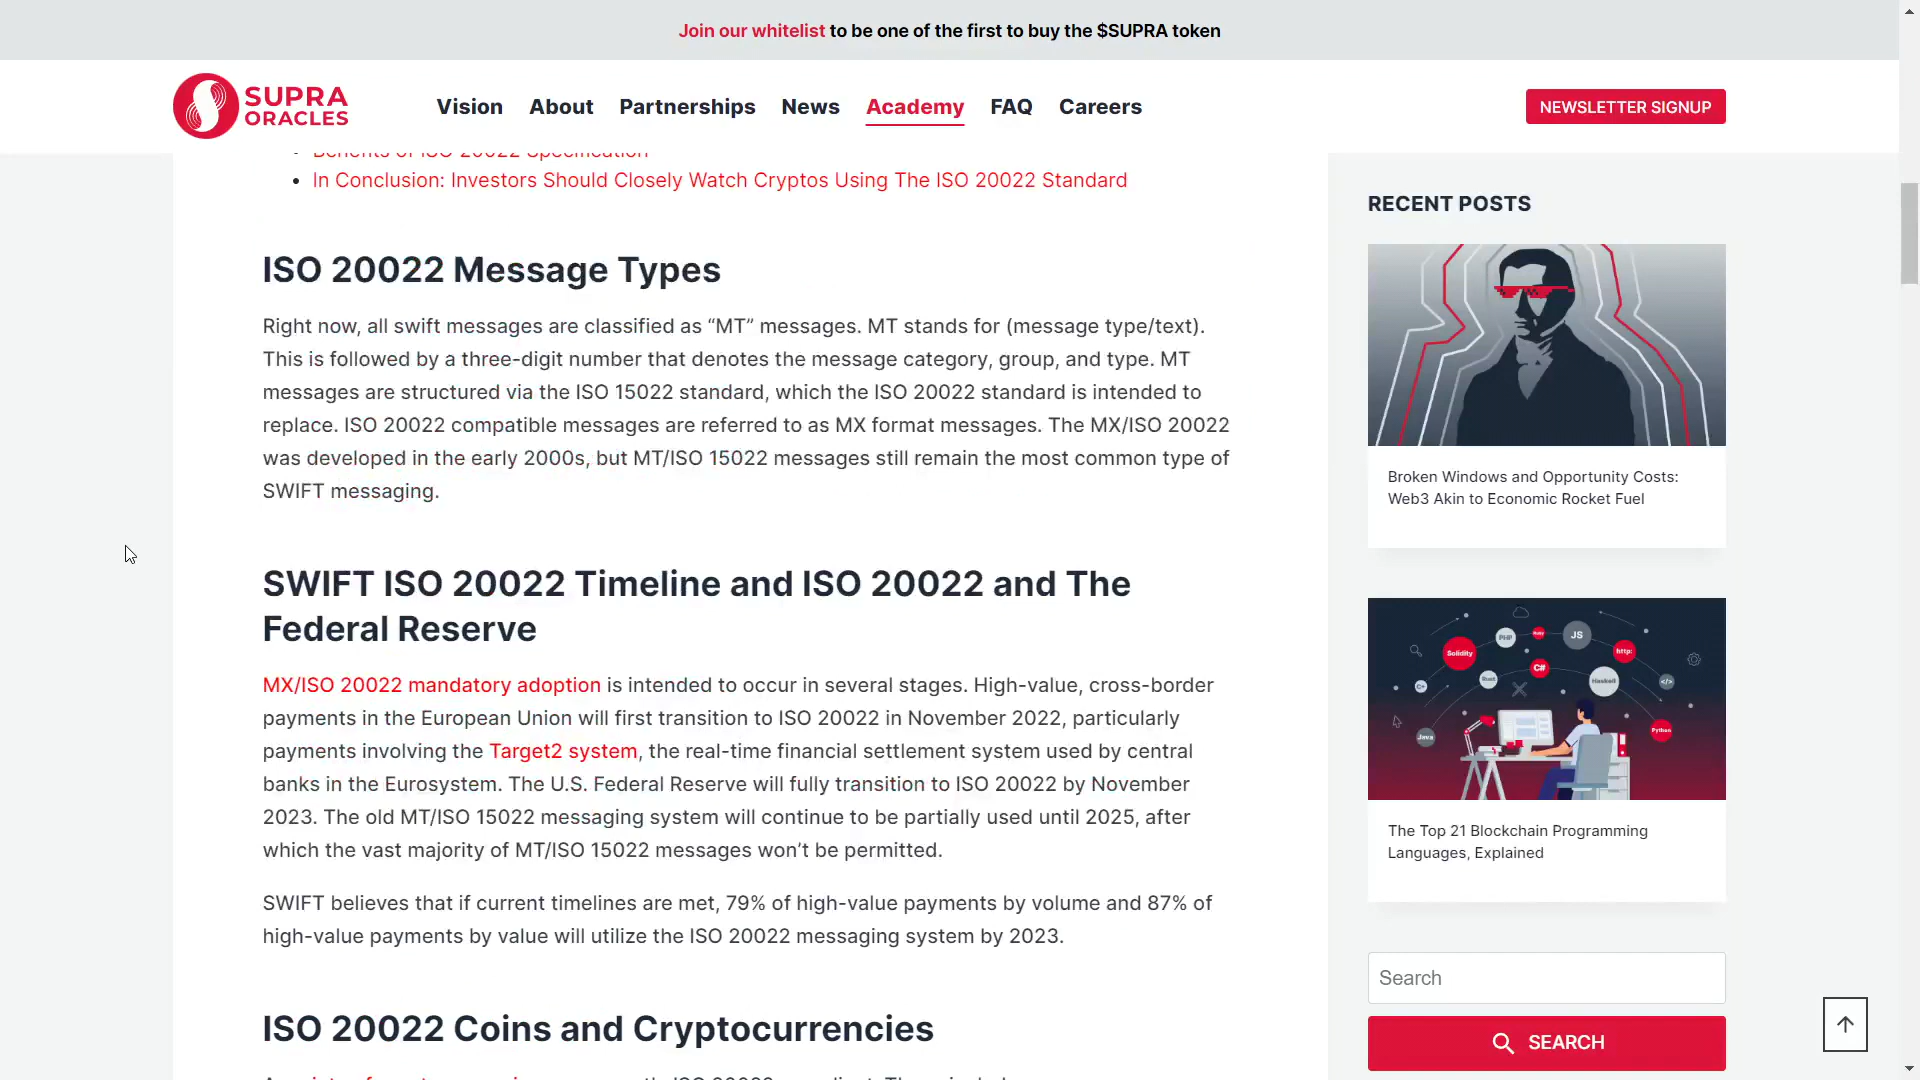 Join our whitelist to be one of the first to buy the $SUPRA token
SUPRA
ORACLES
Vision
About
Partnerships
News
Academy
FAQ
Careers
NEWSLETTER SIGNUP
Benefits of ISO 20022 Specification
• In Conclusion: Investors Should Closely Watch Cryptos Using The ISO 20022 Standard
ISO 20022 Message Types
Right now, all swift messages are classified as “MT” messages. MT stands for (message type/text).
This is followed by a three-digit number that denotes the message category, group, and type. MT
messages are structured via the ISO 15022 standard, which the ISO 20022 standard is intended to
replace. ISO 20022 compatible messages are referred to as MX format messages. The MX/ISO 20022
was developed in the early 2000s, but MT/ISO 15022 messages still remain the most common type of
SWIFT messaging.
SWIFT ISO 20022 Timeline and ISO 20022 and The
Federal Reserve
MX/ISO 20022 mandatory adoption is intended to occur in several stages. High-value, cross-border
payments in the European Union will first transition to ISO 20022 in November 2022, particularly
payments involving the Target2 system, the real-time financial settlement system used by central
banks in the Eurosystem. The U.S. Federal Reserve will fully transition to ISO 20022 by November
2023. The old MT/ISO 15022 messaging system will continue to be partially used until 2025, after
which the vast majority of MT/ISO 15022 messages won’t be permitted.
SWIFT believes that if current timelines are met, 79% of high-value payments by volume and 87% of
high-value payments by value will utilize the ISO 20022 messaging system by 2023.
ISO 20022 Coins and Cryptocurrencies
RECENT POSTS
Broken Windows and Opportunity Costs:
Web3 Akin to Economic Rocket Fuel
PHP
JS
Solidity
http:
C#
Rust
Haskell
C++
</>
Java
Python
The Top 21 Blockchain Programming
Languages, Explained
Search
SEARCH